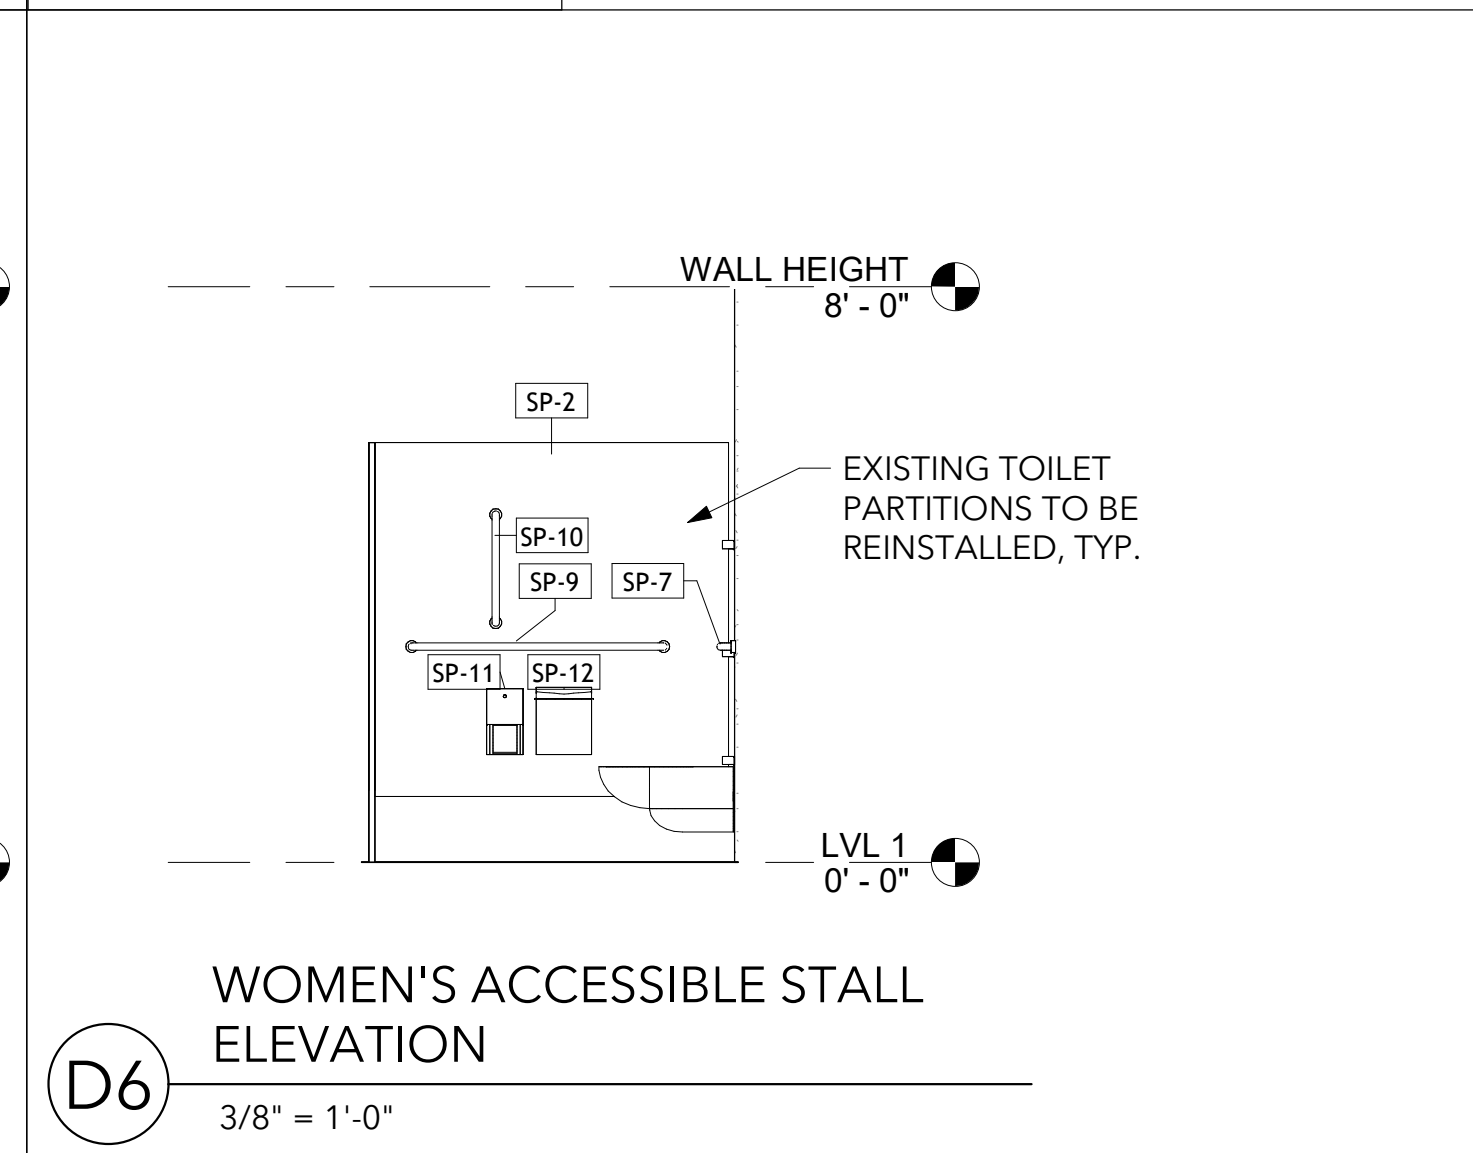 WALL HEIGHT
8' - 0"
SP-2
EXISTING TOILET
PARTITIONS TO BE
REINSTALLED, TYP.
SP-10
SP-9
SP-7
SP-11
SP-12
LVL 1
0' - 0"
WOMEN'S ACCESSIBLE STALL
ELEVATION
D6
3/8" = 1'-0"